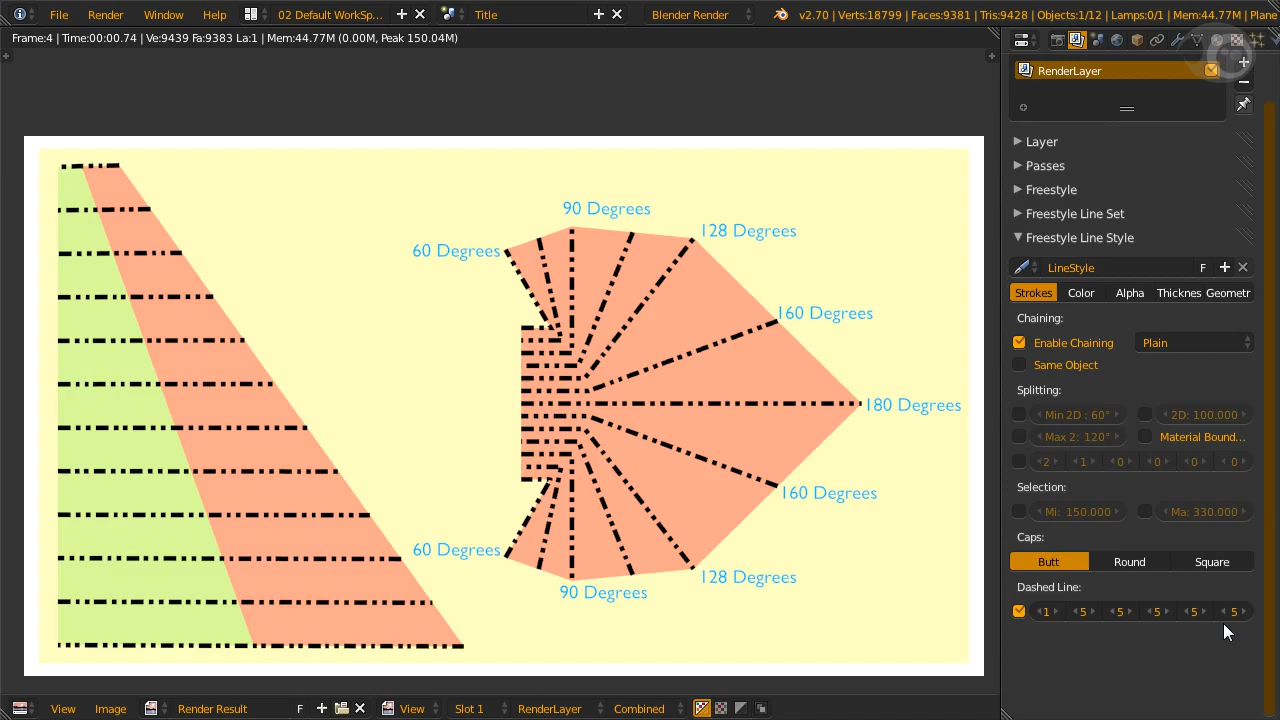 File Render Window Help 02 Default WorkSp... Title Blender Render v2.70 | Verts:18799 | Faces:9381 | Tris:9428 | Objects:1/12 | Lamps:0/1 | Mem:44.77M | Plane
Frame:4 | Time:00:00.74 | Ve:9439 Fa:9383 La:1 | Mem:44.77M (0.00M, Peak 150.04M)
RenderLayer
Layer
Passes
Freestyle
Freestyle Line Set
Freestyle Line Style
LineStyle F
Strokes Color Alpha Thicknes Geometr
Chaining:
Enable Chaining Plain
Same Object
Splitting:
Min 2D : 60° 2D: 100.000
Max 2: 120° Material Bound...
2 1 0 0 0 0
Selection:
Mi: 150.000 Ma: 330.000
Caps:
Butt Round Square
Dashed Line:
1 5 5 5 5 5
90 Degrees
128 Degrees
60 Degrees
160 Degrees
180 Degrees
160 Degrees
60 Degrees
128 Degrees
90 Degrees
View Image Render Result F View Slot 1 RenderLayer Combined